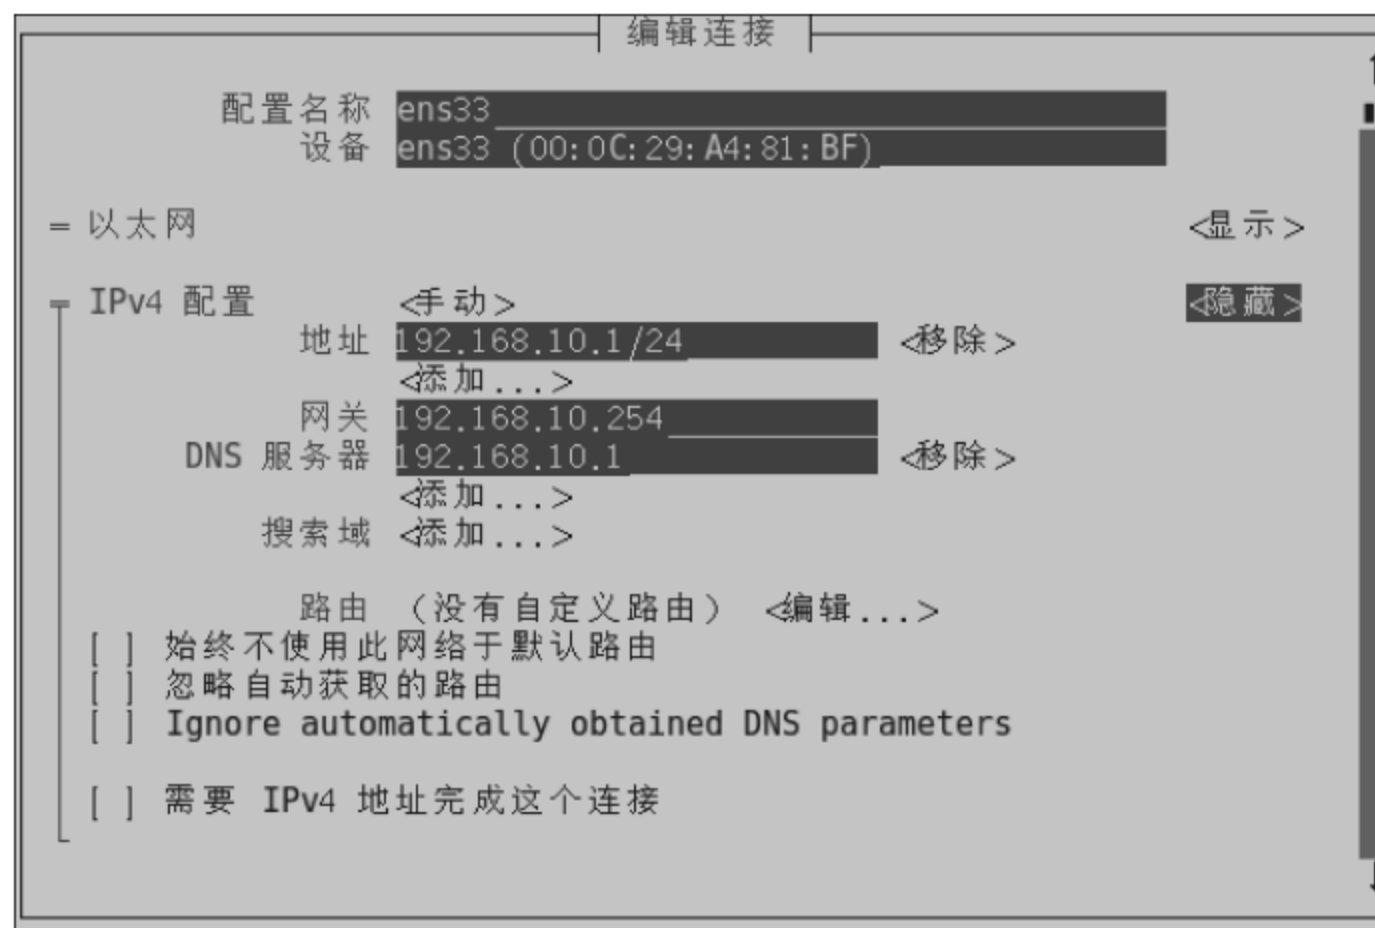 编辑连接
配置名称 ens33
设备 ens33 (00:0C:29:A4:81:BF)
= 以太网 <显示>
IPv4 配置 <手动> <隐藏>
地址 192.168.10.1/24 <移除>
<添加...>
网关 192.168.10.254
DNS 服务器 192.168.10.1 <移除>
<添加...>
搜索域 <添加...>
路由 (没有自定义路由) <编辑...>
[ ] 始终不使用此网络于默认路由
[ ] 忽略自动获取的路由
[ ] Ignore automatically obtained DNS parameters
[ ] 需要 IPv4 地址完成这个连接